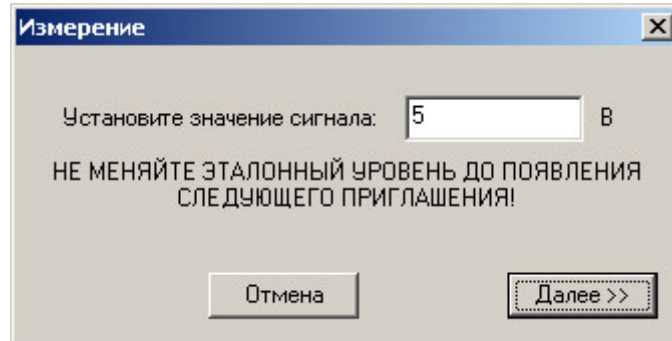 Измерение
Установите значение сигнала: 5 В
НЕ МЕНЯЙТЕ ЭТАЛОННЫЙ УРОВЕНЬ ДО ПОЯВЛЕНИЯ
СЛЕДУЮЩЕГО ПРИГЛАШЕНИЯ!
Отмена Далее >>